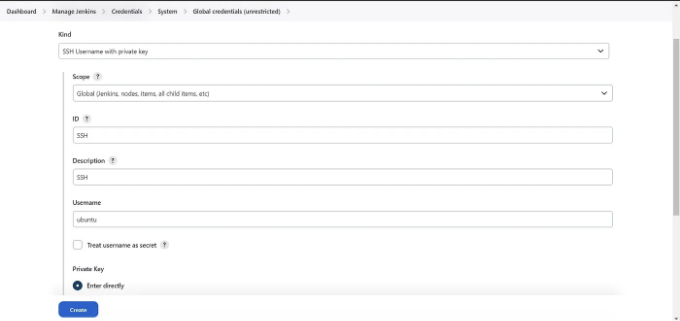 Dashboard > Manage Jenkins > Credentials > System > Global credentials (unrestricted) >
Kind
SSH Username with private key
Scope ?
Global (Jenkins, nodes, items, all child items, etc)
ID ?
SSH
Description ?
SSH
Username
ubuntu
Treat username as secret ?
Private Key
Enter directly
Create